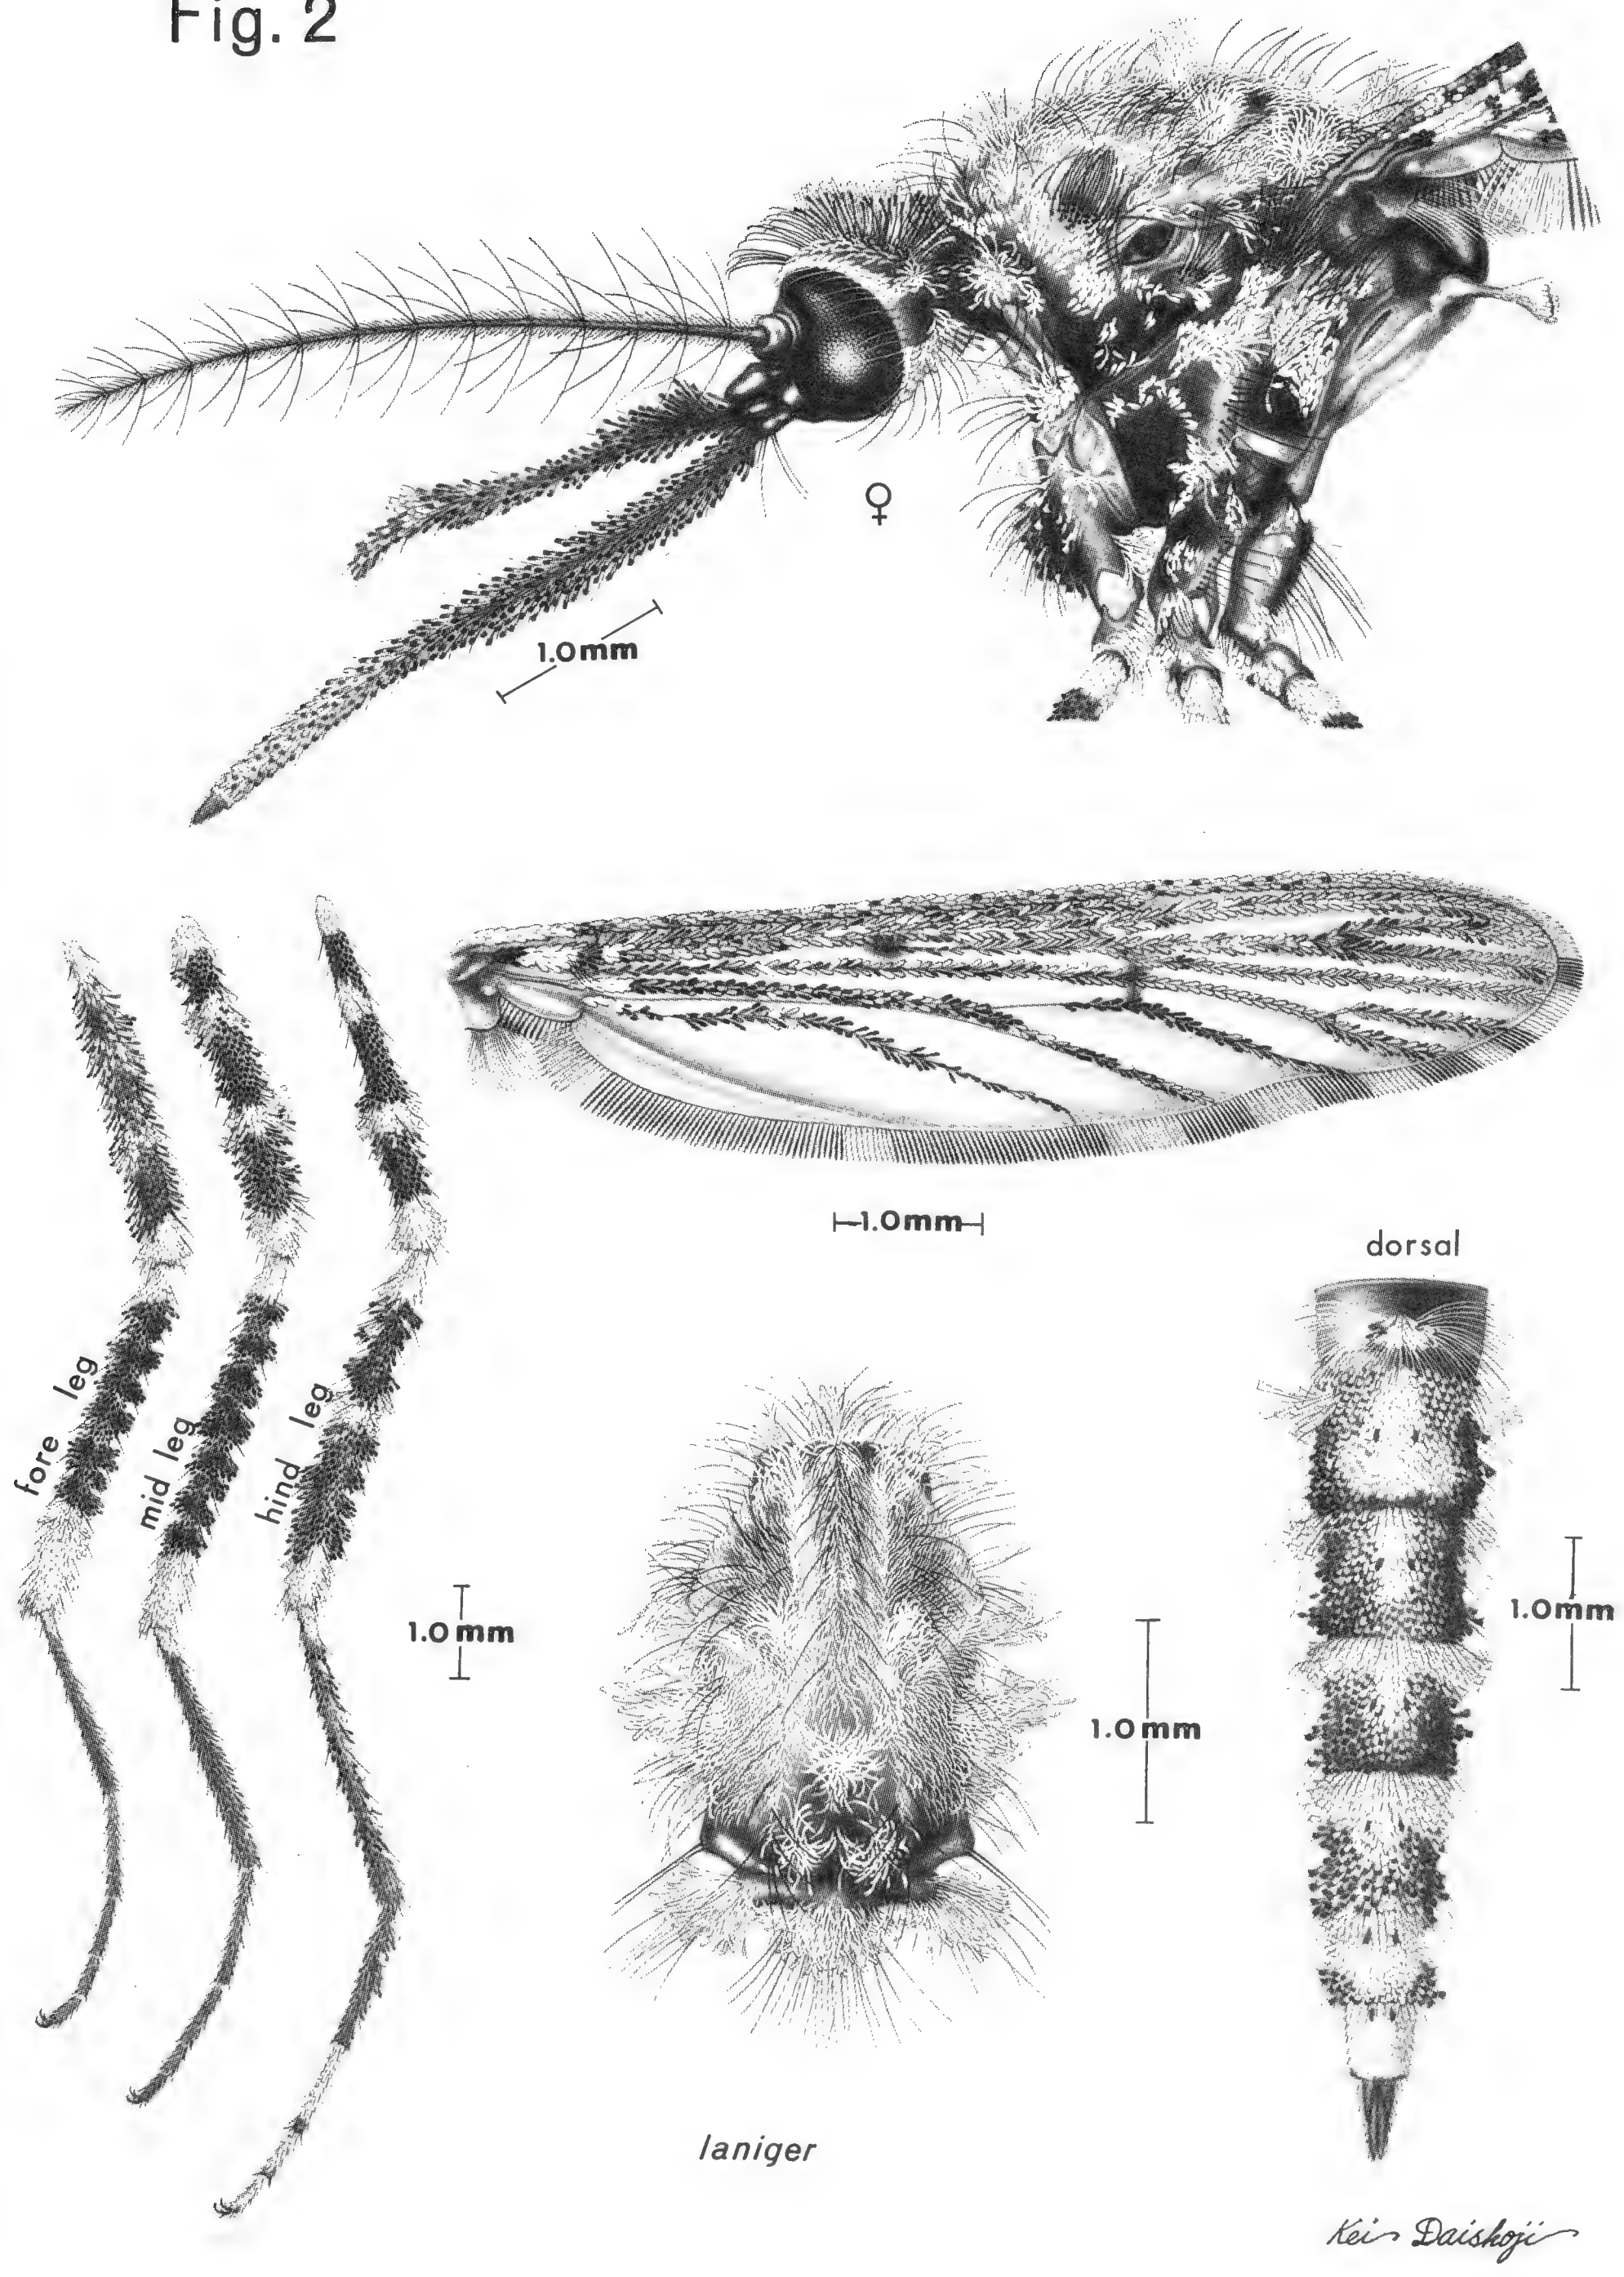 Fig. 2
♀
1.0mm
1.0mm
dorsal
fore leg
mid leg
hind leg
1.0mm
1.0mm
1.0mm
laniger
Kei Daishoji